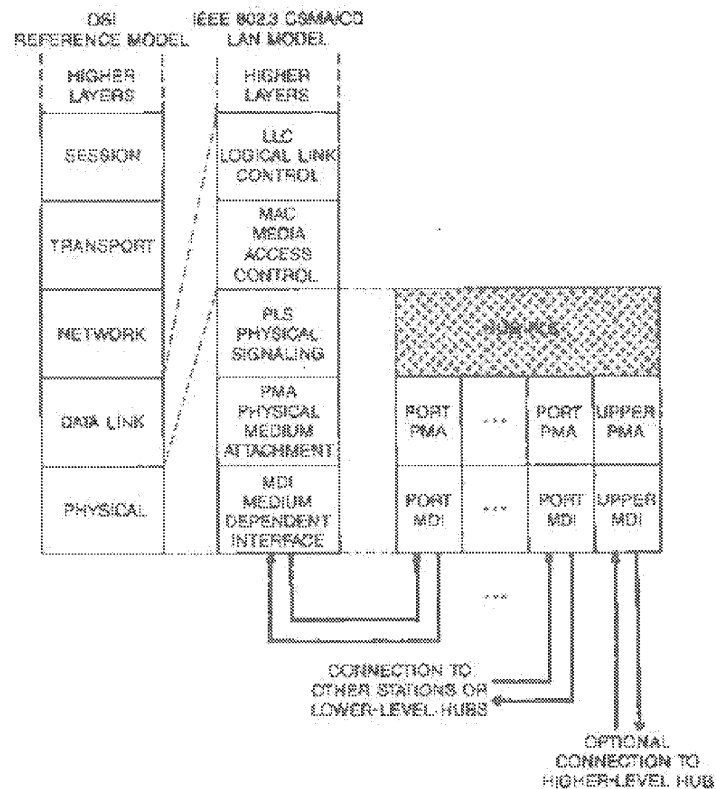 OSI
REFERENCE MODEL
IEEE 802.3 CSMA/CD
LAN MODEL
HIGHER
LAYERS
SESSION
TRANSPORT
NETWORK
DATA LINK
PHYSICAL
HIGHER
LAYERS
LLC
LOGICAL LINK
CONTROL
MAC
MEDIA
ACCESS
CONTROL
PLS
PHYSICAL
SIGNALING
PMA
PHYSICAL
MEDIUM
ATTACHMENT
MDI
MEDIUM
DEPENDENT
INTERFACE
PORT
PMA
...
PORT
PMA
UPPER
PMA
PORT
MDI
...
PORT
MDI
UPPER
MDI
...
CONNECTION TO
OTHER STATIONS OR
LOWER-LEVEL-HUBS
OPTIONAL
CONNECTION TO
HIGHER-LEVEL HUB